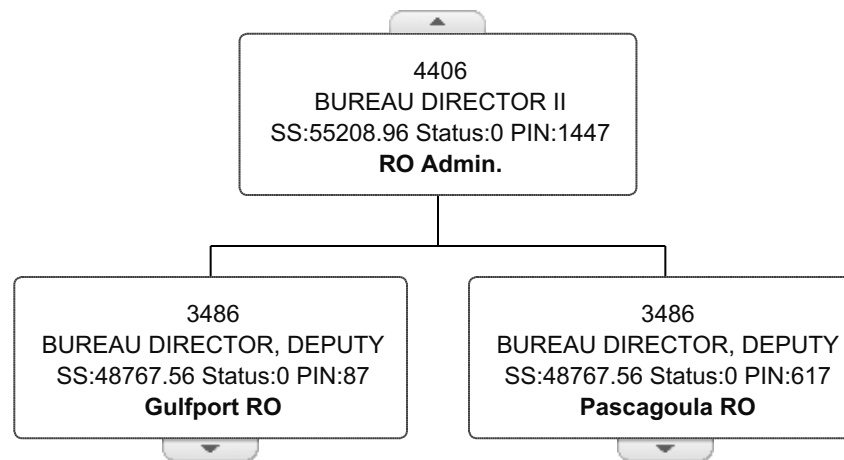 4406
BUREAU DIRECTOR II
SS:55208.96 Status:0 PIN:1447
RO Admin.
3486
BUREAU DIRECTOR, DEPUTY
SS:48767.56 Status:0 PIN:87
Gulfport RO
3486
BUREAU DIRECTOR, DEPUTY
SS:48767.56 Status:0 PIN:617
Pascagoula RO